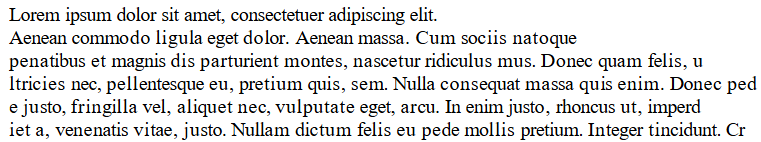 Lorem ipsum dolor sit amet, consectetuer adipiscing elit.
Aenean commodo ligula eget dolor. Aenean massa. Cum sociis natoque
penatibus et magnis dis parturient montes, nascetur ridiculus mus. Donec quam felis, u
ltricies nec, pellentesque eu, pretium quis, sem. Nulla consequat massa quis enim. Donec ped
e justo, fringilla vel, aliquet nec, vulputate eget, arcu. In enim justo, rhoncus ut, imperd
iet a, venenatis vitae, justo. Nullam dictum felis eu pede mollis pretium. Integer tincidunt. Cr